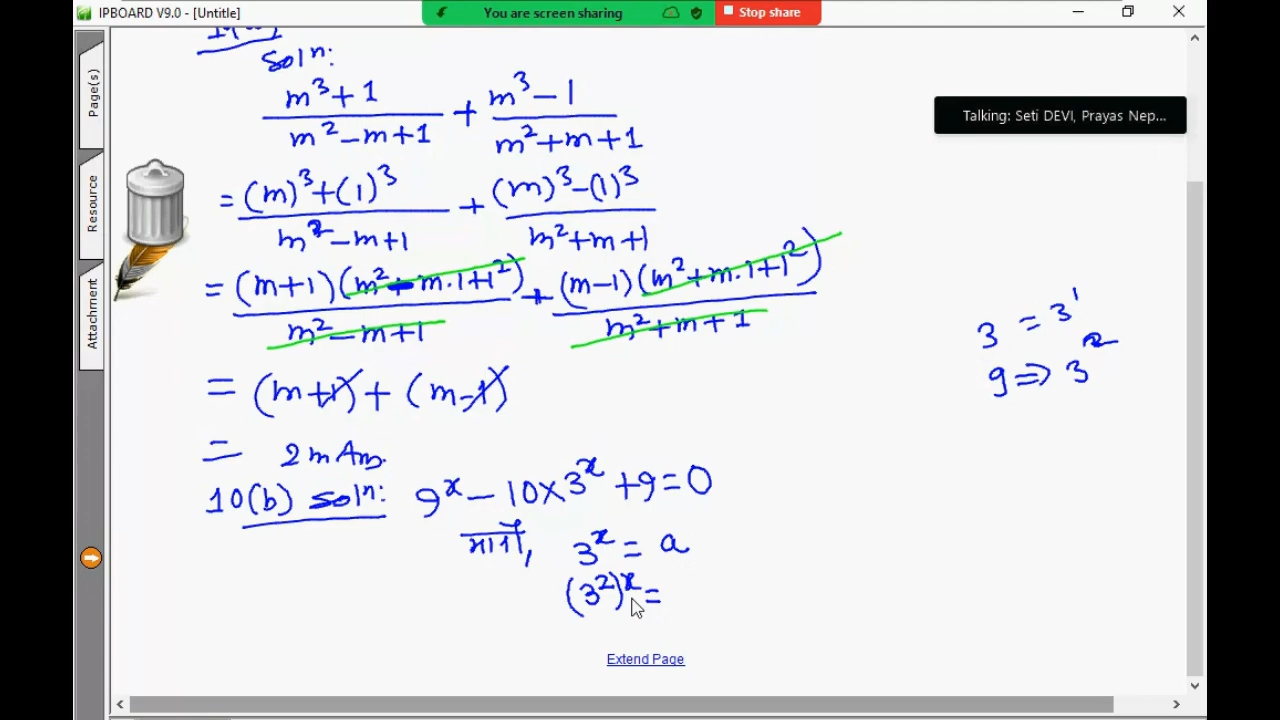 IPBOARD V9.0 - [Untitle]
You are screen sharing
Stop share
Page(s)
Resource
Attachment
Talking: Seti DEVI, Prayas Nep...
Soln:
m³+1 / m²-m+1 + m³-1 / m²+m+1
= (m)³+(1)³ / m²-m+1 + (m)³-(1)³ / m²+m+1
= (m+1)(m²-m.1+1²) / m²-m+1 + (m-1)(m²+m.1+1²) / m²+m+1
= (m+1)+(m-1)
= 2m Ans.
3 = 3¹
9 => 3²
10(b) soln: 9ˣ - 10×3ˣ + 9 = 0
मानौ, 3ˣ = a
(3²)ˣ =
Extend Page